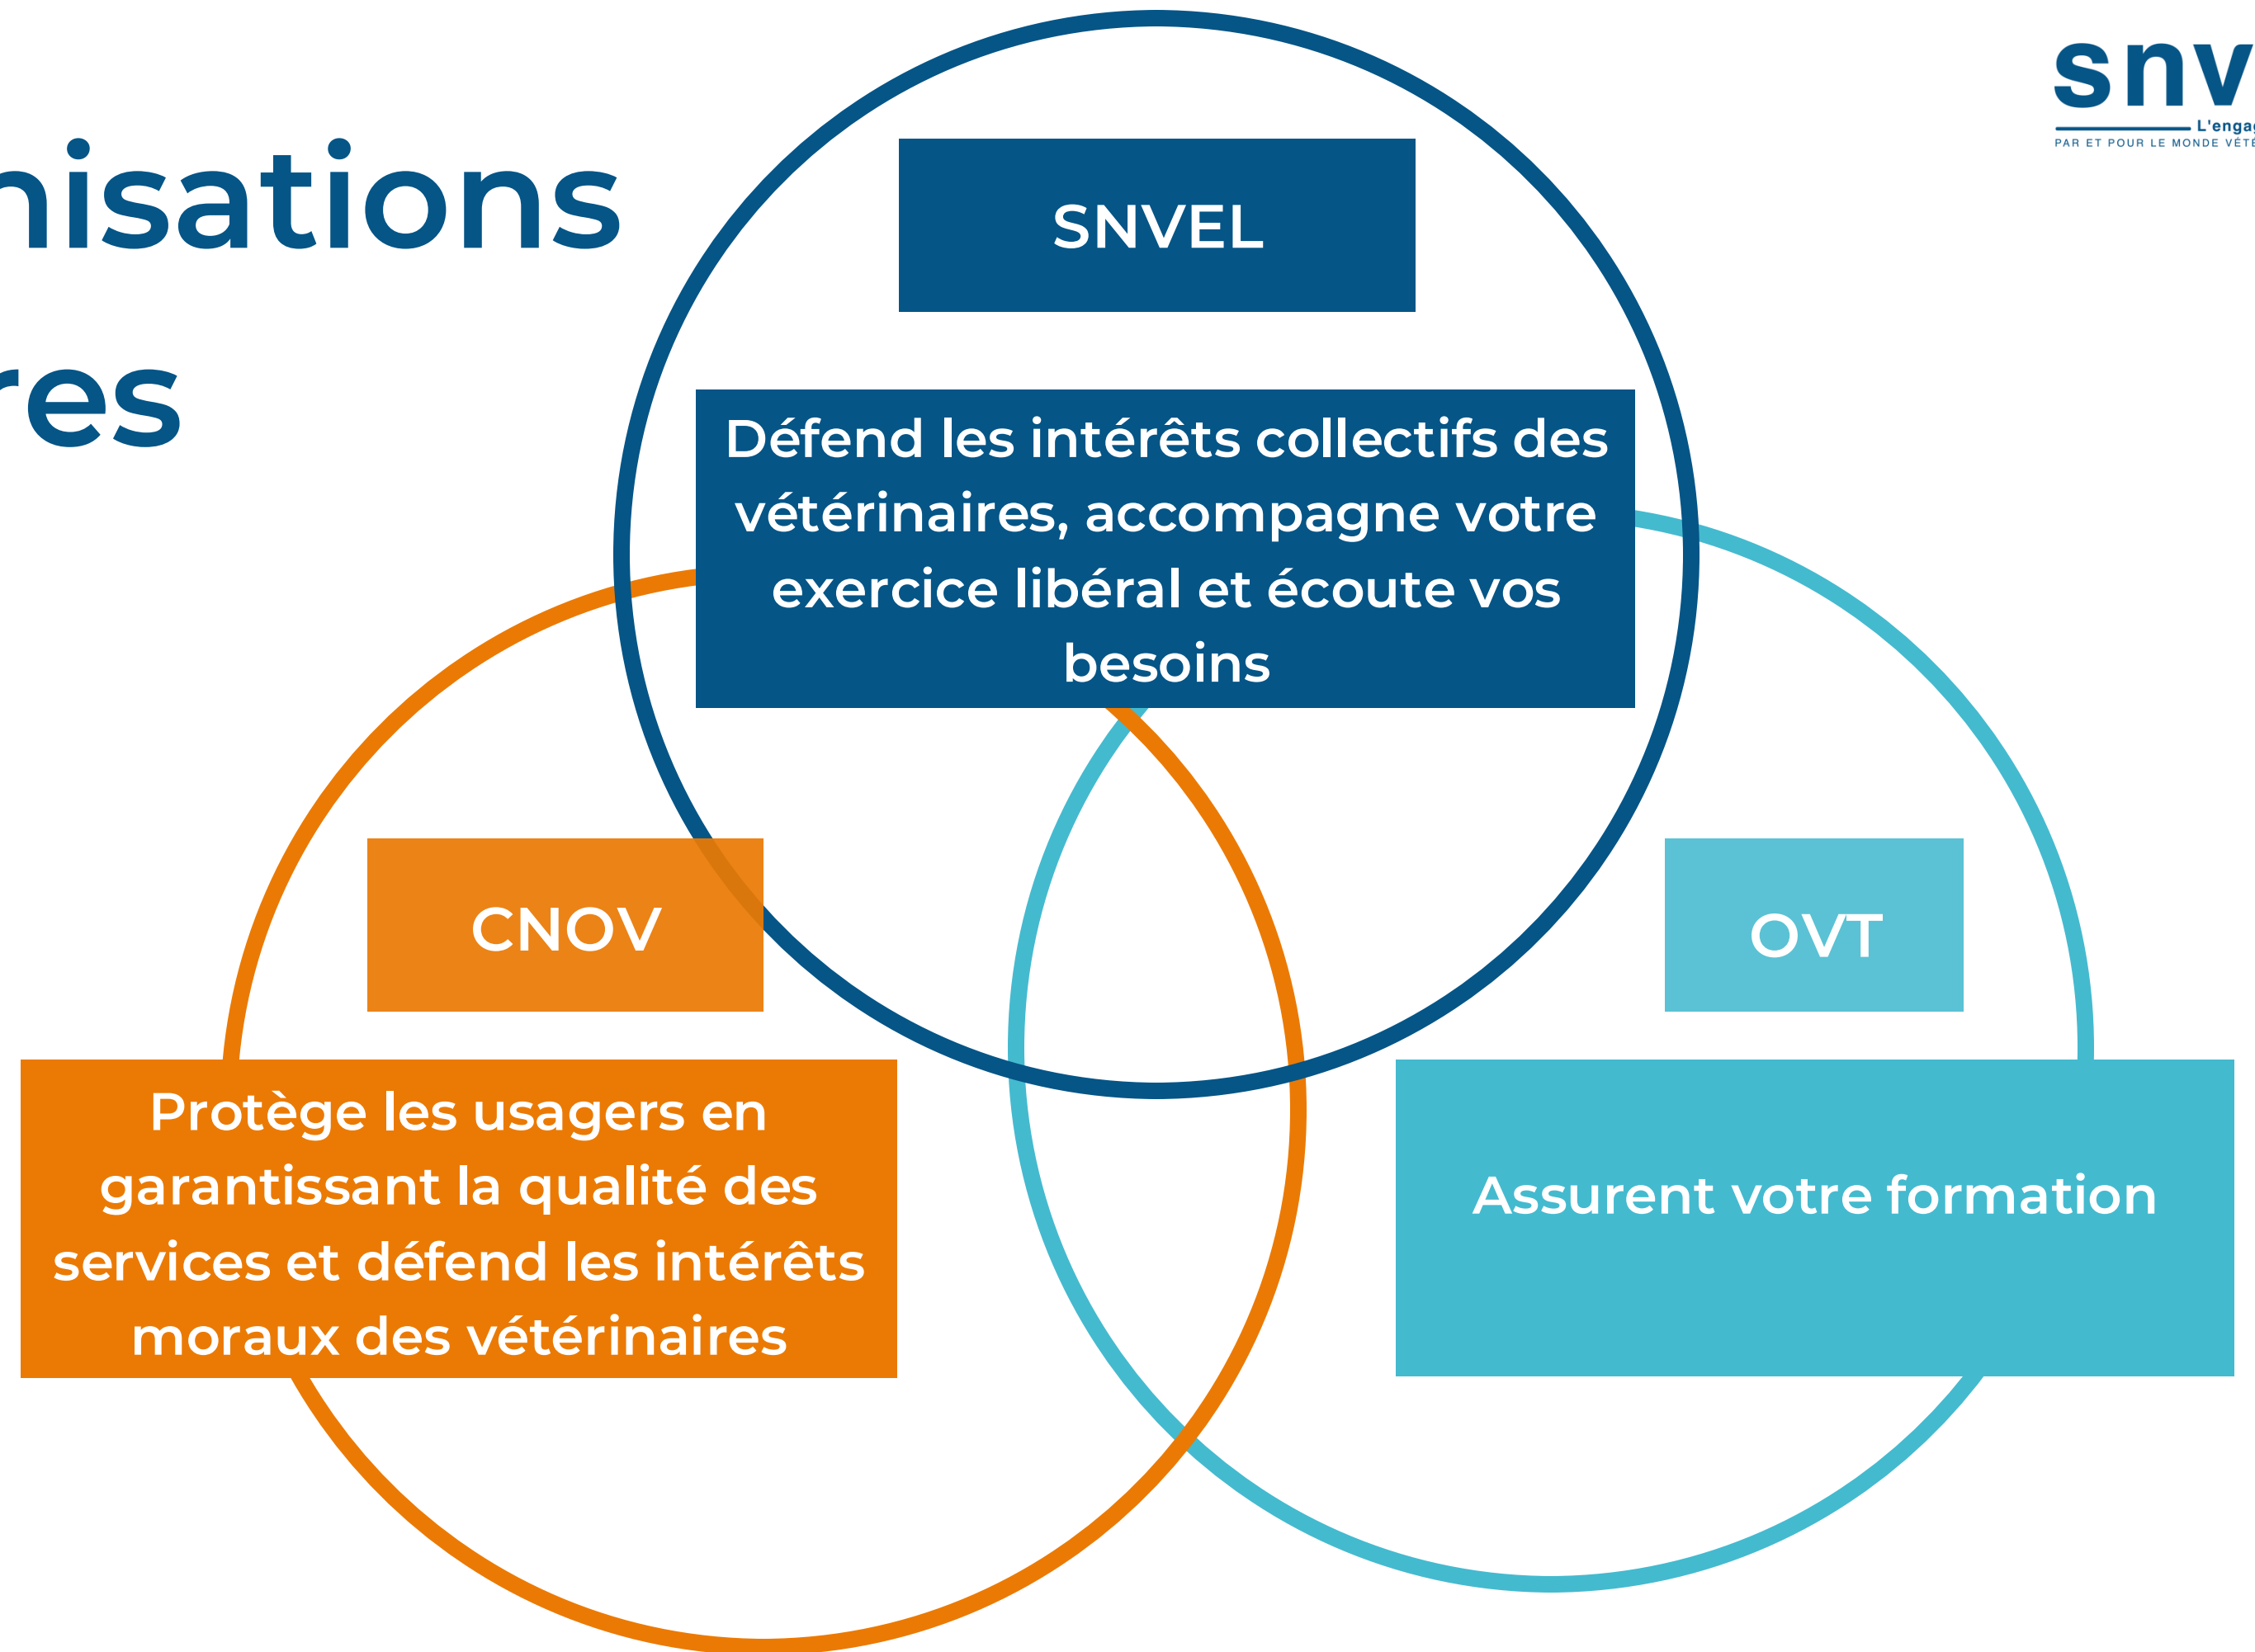 nisations
res
snv
L'engag
PAR ET POUR LE MONDE VÉTÉ
SNVEL
Défend les intérêts collectifs des
vétérinaires, accompagne votre
exercice libéral et écoute vos
besoins
CNOV
Protège les usagers en
garantissant la qualité des
services et défend les intérêts
moraux des vétérinaires
OVT
Assurent votre formation